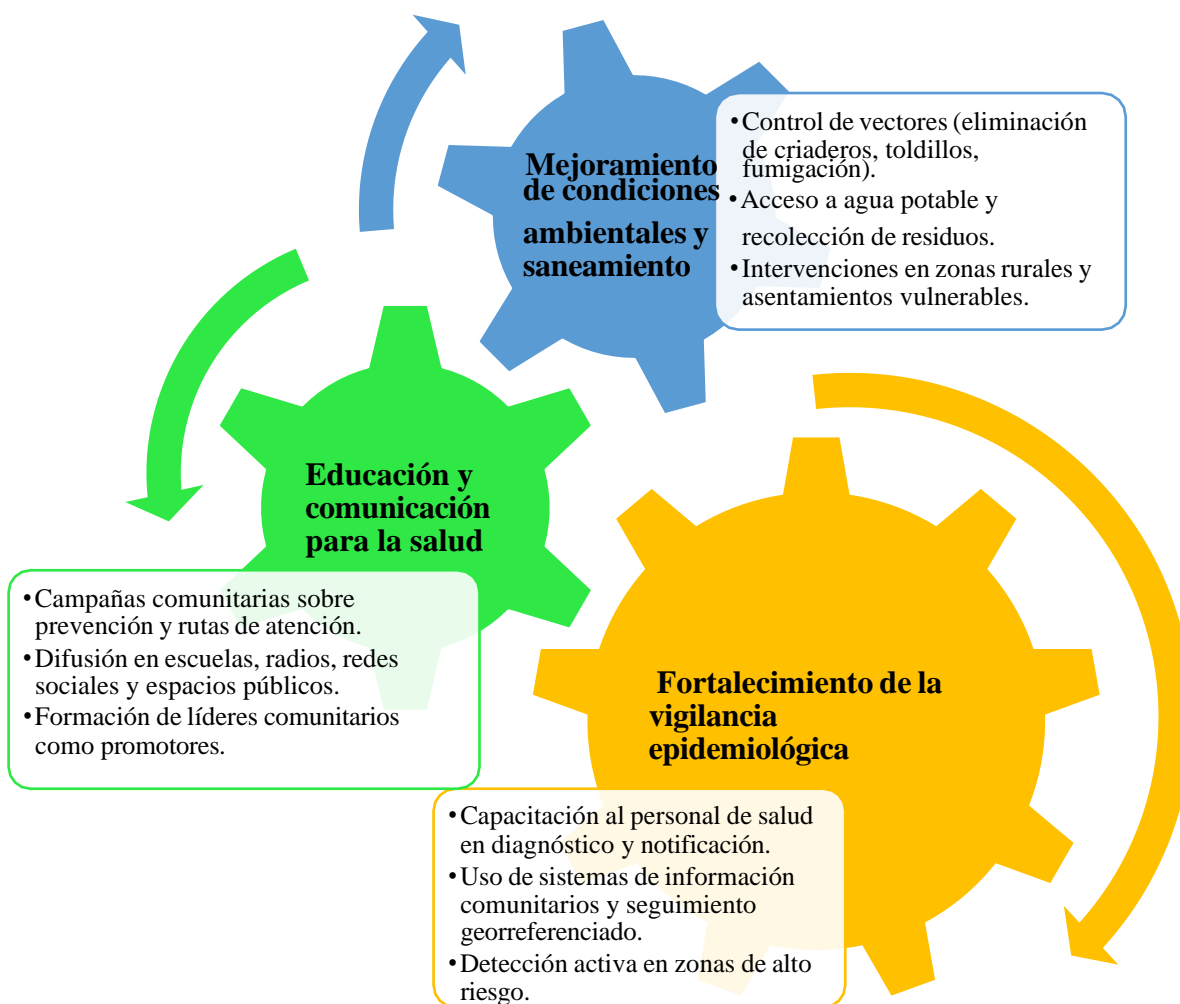 Mejoramiento
de condiciones
ambientales y
saneamiento
•Control de vectores (eliminación
de criaderos, toldillos,
fumigación).
•Acceso a agua potable y
recolección de residuos.
•Intervenciones en zonas rurales y
asentamientos vulnerables.
Educación y
comunicación
para la salud
•Campañas comunitarias sobre
prevención y rutas de atención.
•Difusión en escuelas, radios, redes
sociales y espacios públicos.
•Formación de líderes comunitarios
como promotores.
Fortalecimiento de la
vigilancia
epidemiológica
•Capacitación al personal de salud
en diagnóstico y notificación.
•Uso de sistemas de información
comunitarios y seguimiento
georreferenciado.
•Detección activa en zonas de alto
riesgo.